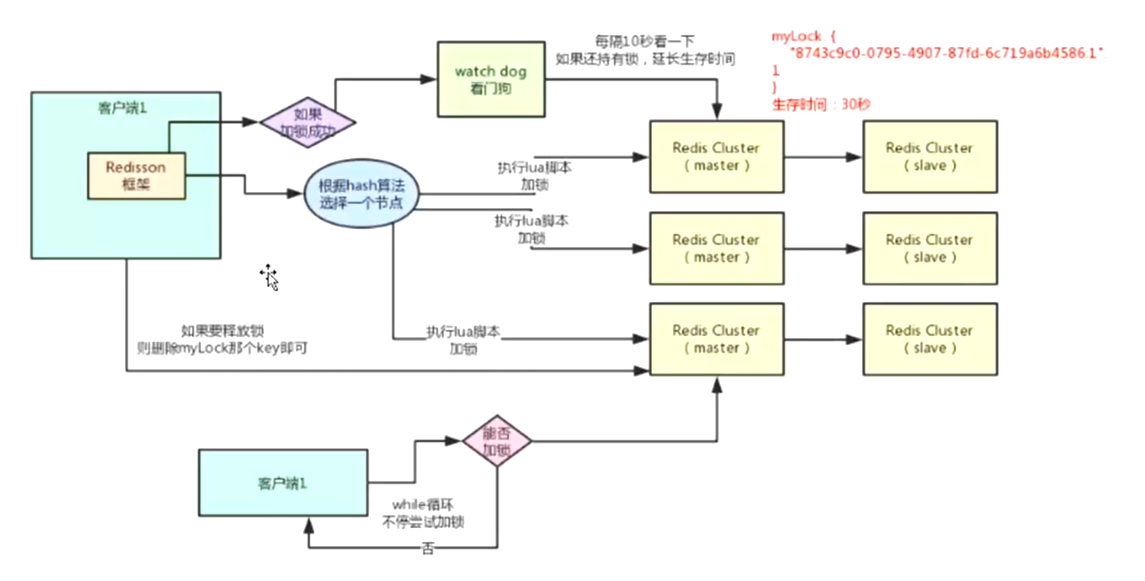 每隔10秒看一下
如果还持有锁，延长生存时间
myLock {
"8743c9c0-0795-4907-87fd-6c719a6b4586:1"
1
}
生存时间：30秒
watch dog
看门狗
客户端1
如果
加锁成功
Redisson
框架
根据hash算法
选择一个节点
执行lua脚本
加锁
Redis Cluster
（master）
Redis Cluster
（slave）
执行lua脚本
加锁
Redis Cluster
（master）
Redis Cluster
（slave）
如果要释放锁
则删除myLock那个key即可
执行lua脚本
加锁
Redis Cluster
（master）
Redis Cluster
（slave）
能否
加锁
客户端1
while循环
不停尝试加锁
否